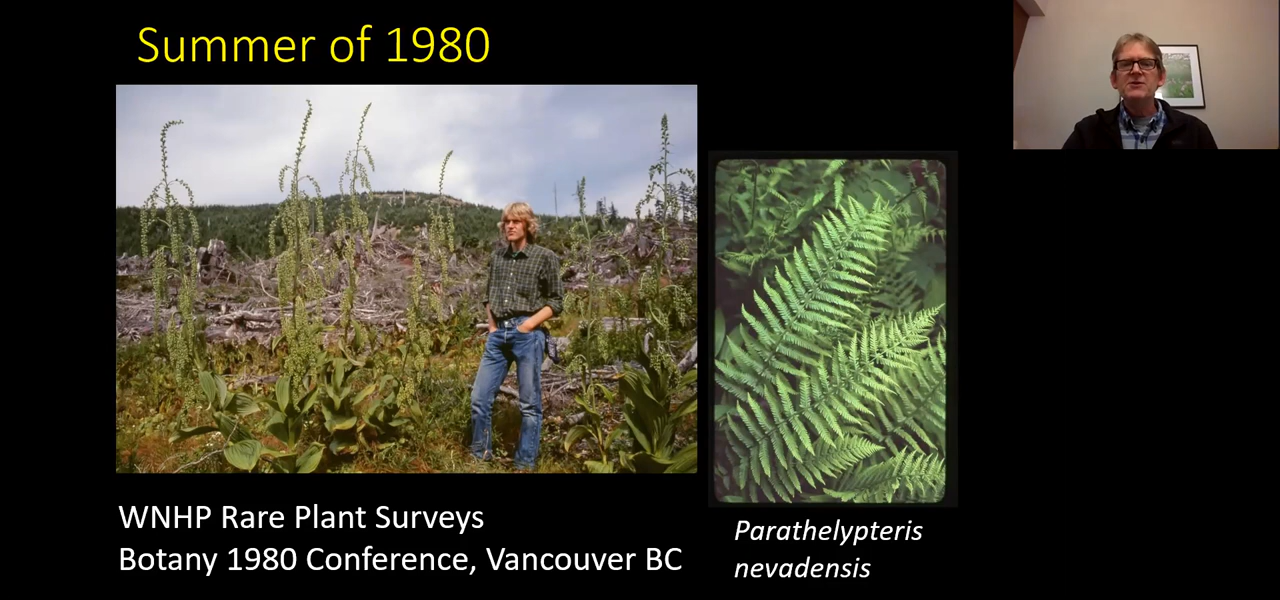 Summer of 1980
WNHP Rare Plant Surveys
Botany 1980 Conference, Vancouver BC
Parathelypteris
nevadensis